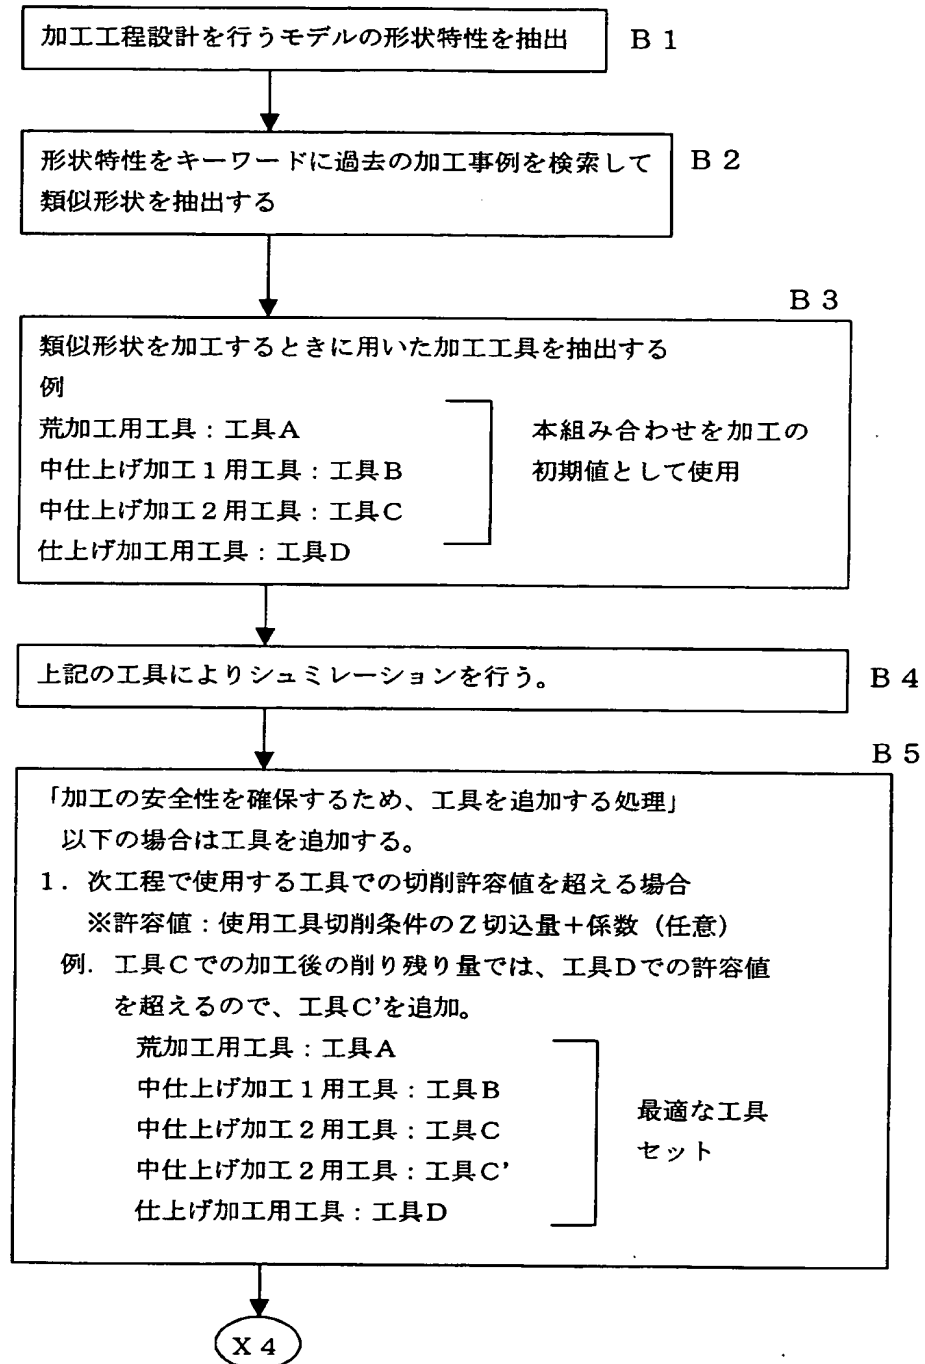 加工工程設計を行うモデルの形状特性を抽出
B1
形状特性をキーワードに過去の加工事例を検索して
類似形状を抽出する
B2
B3
類似形状を加工するときに用いた加工工具を抽出する
例
荒加工用工具：工具A
中仕上げ加工1用工具：工具B
中仕上げ加工2用工具：工具C
仕上げ加工用工具：工具D
本組み合わせを加工の
初期値として使用
上記の工具によりシュミレーションを行う。
B4
B5
「加工の安全性を確保するため、工具を追加する処理」
以下の場合は工具を追加する。
1．次工程で使用する工具での切削許容値を超える場合
※許容値：使用工具切削条件のZ切込量＋係数（任意）
例．工具Cでの加工後の削り残り量では、工具Dでの許容値
を超えるので、工具C'を追加。
荒加工用工具：工具A
中仕上げ加工1用工具：工具B
中仕上げ加工2用工具：工具C
中仕上げ加工2用工具：工具C'
仕上げ加工用工具：工具D
最適な工具
セット
X4